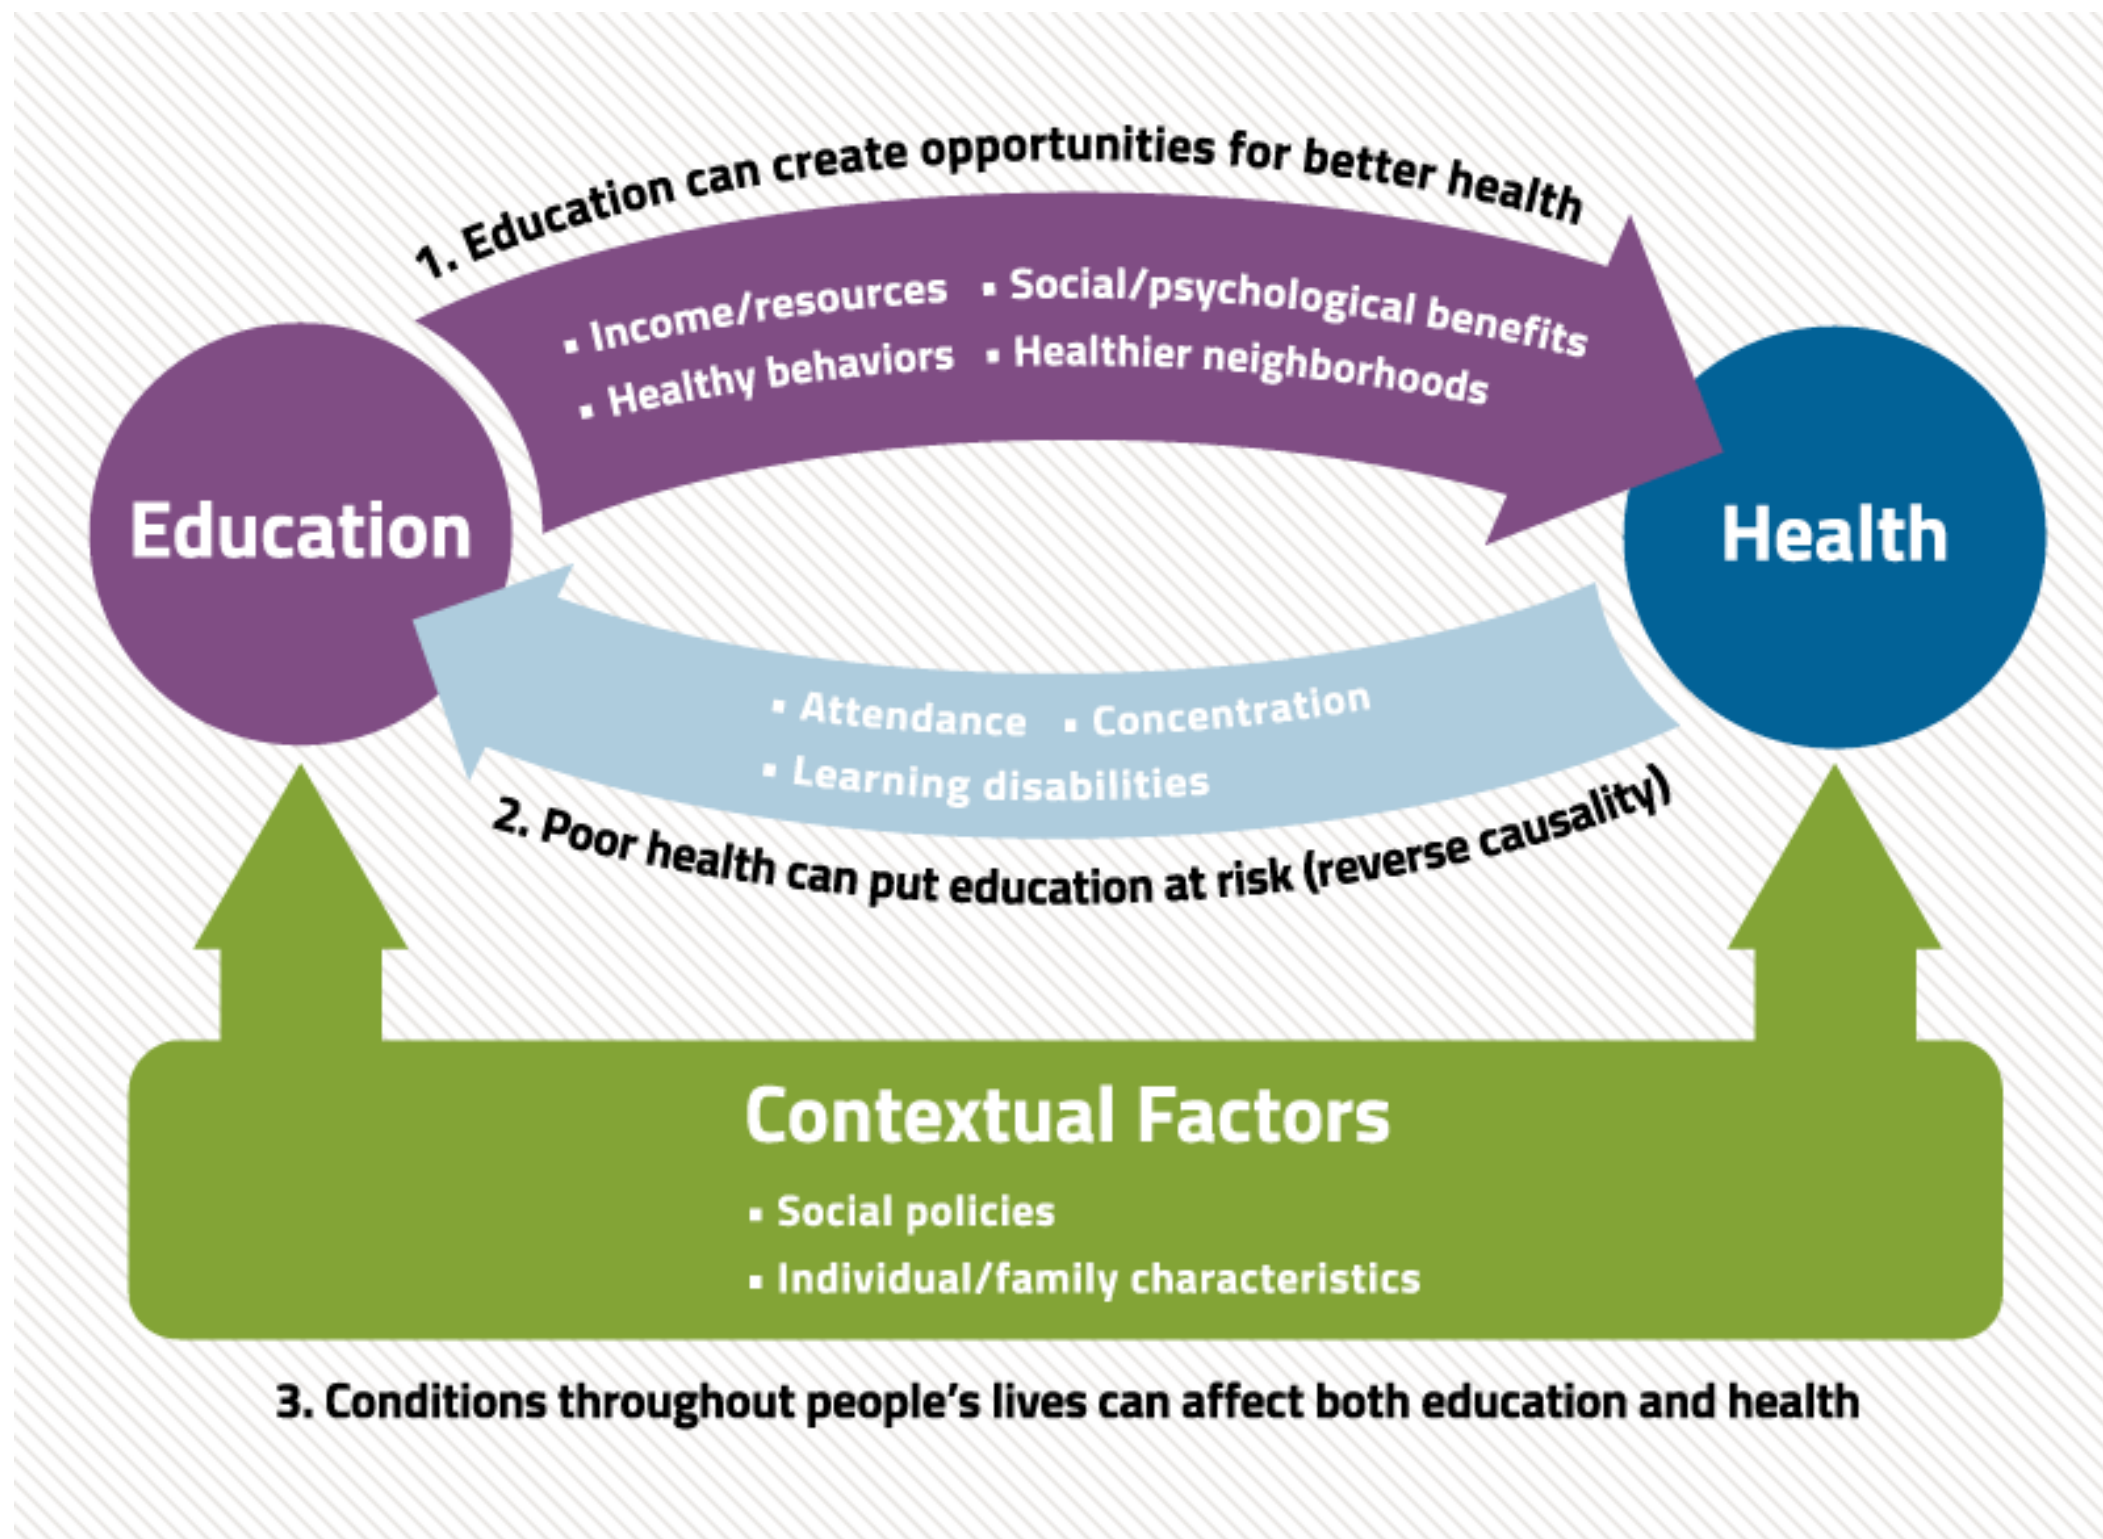 1. Education can create opportunities for better health
▪ Income/resources ▪ Social/psychological benefits
▪ Healthy behaviors ▪ Healthier neighborhoods
Education
Health
▪ Attendance ▪ Concentration
▪ Learning disabilities
2. Poor health can put education at risk (reverse causality)
Contextual Factors
▪ Social policies
▪ Individual/family characteristics
3. Conditions throughout people’s lives can affect both education and health